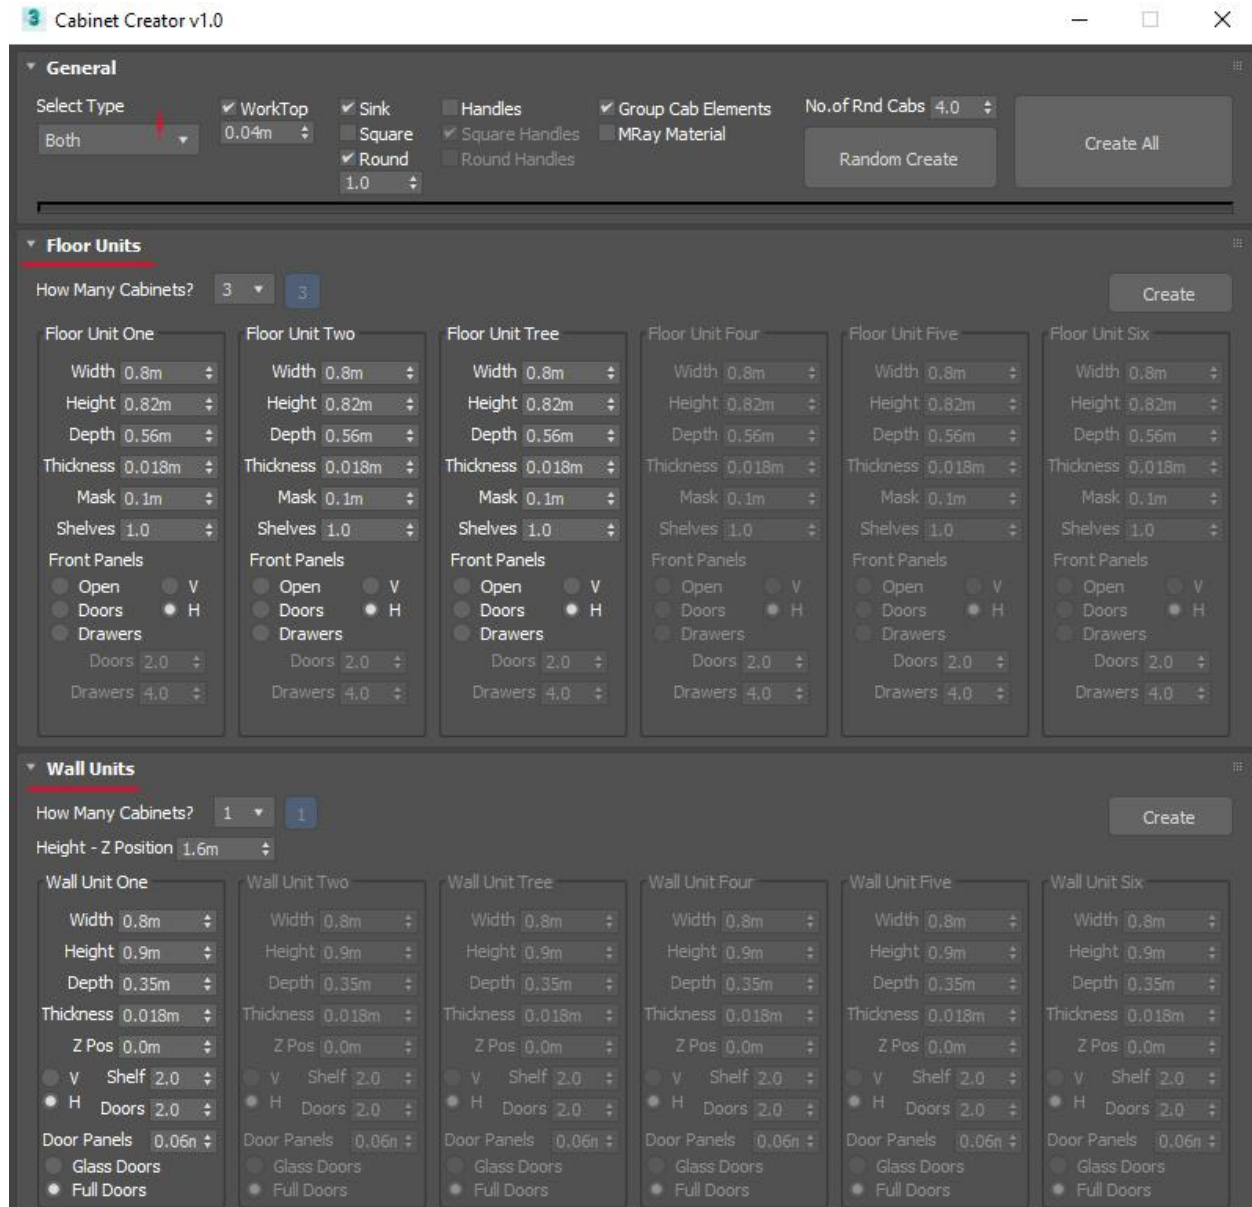 3 Cabinet Creator v1.0
General
Select Type WorkTop Sink Handles Group Cab Elements No.of Rnd Cabs 4.0
Both 0.04m Square Square Handles MRay Material Create All
Round Round Handles Random Create
1.0
Floor Units
How Many Cabinets? 3 3 Create
Floor Unit One Floor Unit Two Floor Unit Tree Floor Unit Four Floor Unit Five Floor Unit Six
Width 0.8m Width 0.8m Width 0.8m Width 0.8m Width 0.8m Width 0.8m
Height 0.82m Height 0.82m Height 0.82m Height 0.82m Height 0.82m Height 0.82m
Depth 0.56m Depth 0.56m Depth 0.56m Depth 0.56m Depth 0.56m Depth 0.56m
Thickness 0.018m Thickness 0.018m Thickness 0.018m Thickness 0.018m Thickness 0.018m Thickness 0.018m
Mask 0.1m Mask 0.1m Mask 0.1m Mask 0.1m Mask 0.1m Mask 0.1m
Shelves 1.0 Shelves 1.0 Shelves 1.0 Shelves 1.0 Shelves 1.0 Shelves 1.0
Front Panels Front Panels Front Panels Front Panels Front Panels Front Panels
Open V Open V Open V Open V Open V Open V
Doors H Doors H Doors H Doors H Doors H Doors H
Drawers Drawers Drawers Drawers Drawers Drawers
Doors 2.0 Doors 2.0 Doors 2.0 Doors 2.0 Doors 2.0 Doors 2.0
Drawers 4.0 Drawers 4.0 Drawers 4.0 Drawers 4.0 Drawers 4.0 Drawers 4.0
Wall Units
How Many Cabinets? 1 1 Create
Height - Z Position 1.6m
Wall Unit One Wall Unit Two Wall Unit Tree Wall Unit Four Wall Unit Five Wall Unit Six
Width 0.8m Width 0.8m Width 0.8m Width 0.8m Width 0.8m Width 0.8m
Height 0.9m Height 0.9m Height 0.9m Height 0.9m Height 0.9m Height 0.9m
Depth 0.35m Depth 0.35m Depth 0.35m Depth 0.35m Depth 0.35m Depth 0.35m
Thickness 0.018m Thickness 0.018m Thickness 0.018m Thickness 0.018m Thickness 0.018m Thickness 0.018m
Z Pos 0.0m Z Pos 0.0m Z Pos 0.0m Z Pos 0.0m Z Pos 0.0m Z Pos 0.0m
V Shelf 2.0 V Shelf 2.0 V Shelf 2.0 V Shelf 2.0 V Shelf 2.0 V Shelf 2.0
H Doors 2.0 H Doors 2.0 H Doors 2.0 H Doors 2.0 H Doors 2.0 H Doors 2.0
Door Panels 0.06n Door Panels 0.06n Door Panels 0.06n Door Panels 0.06n Door Panels 0.06n Door Panels 0.06n
Glass Doors Glass Doors Glass Doors Glass Doors Glass Doors Glass Doors
Full Doors Full Doors Full Doors Full Doors Full Doors Full Doors